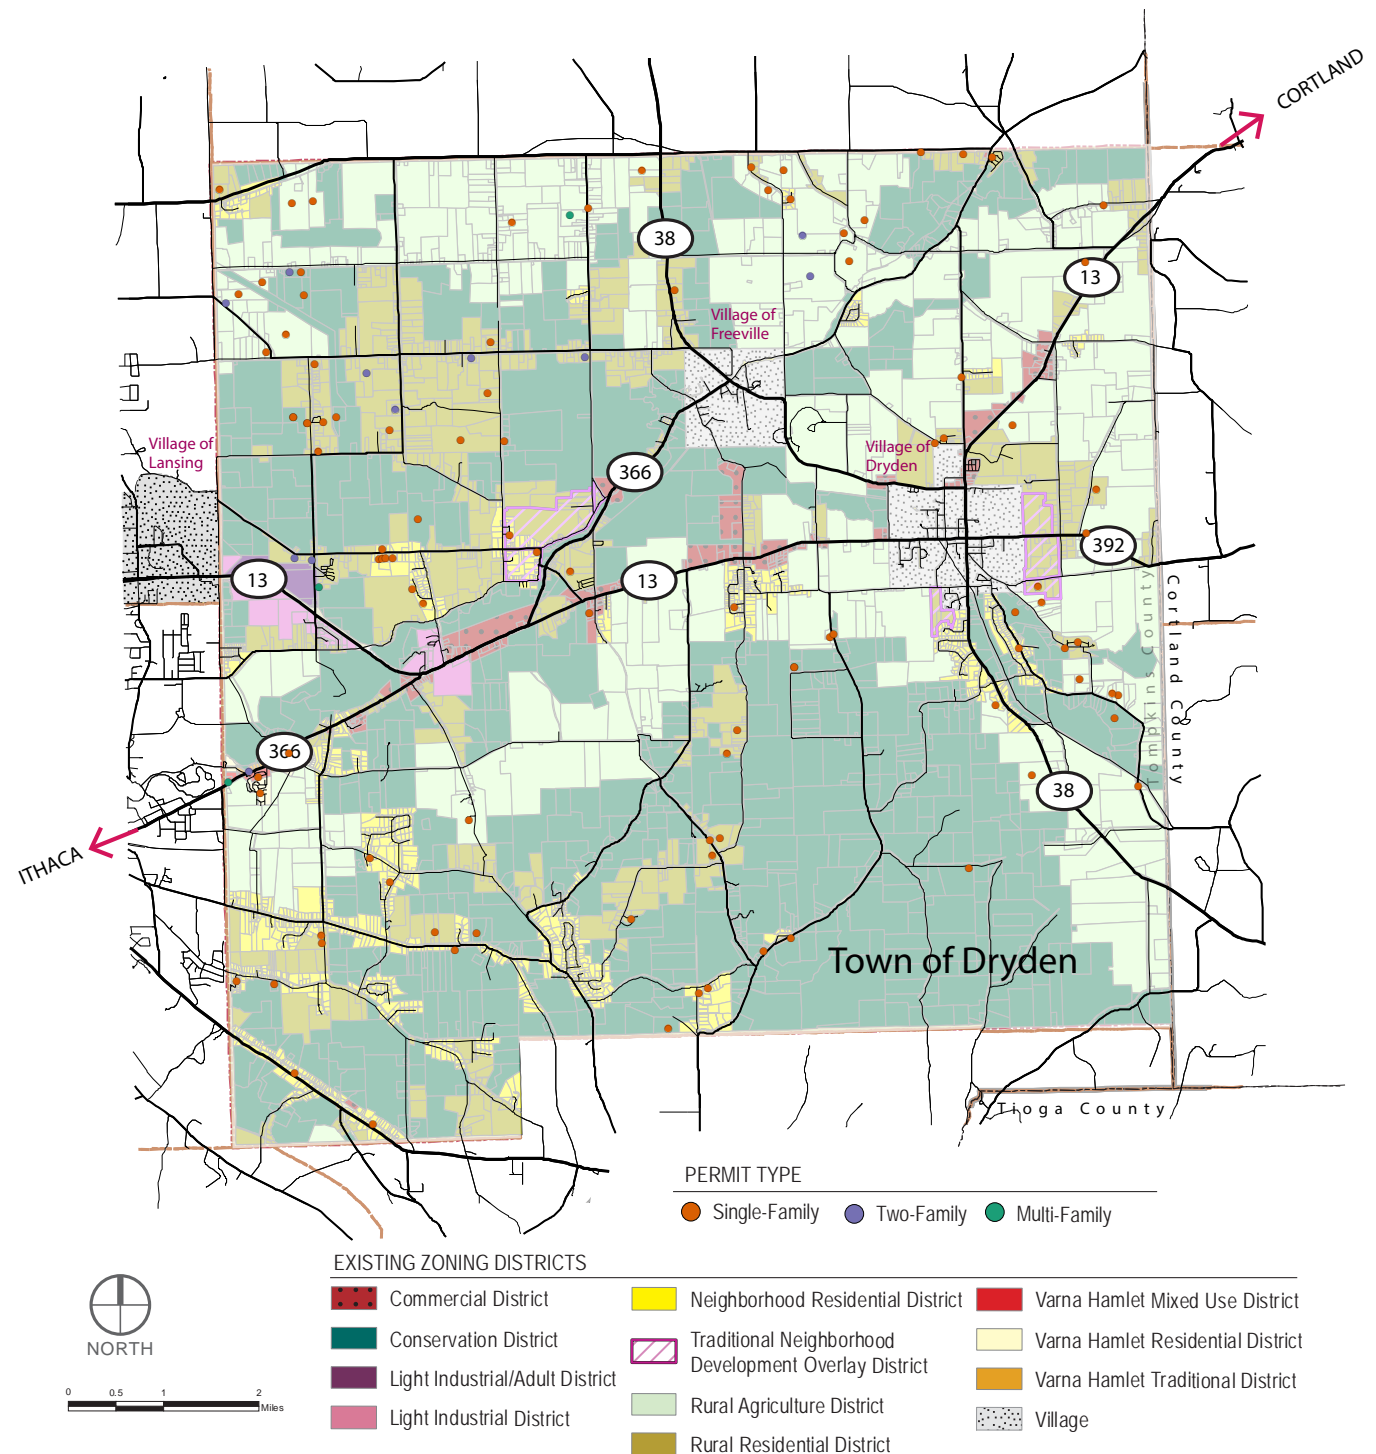 CORTLAND
38
13
Village of
Freeville
Village of
Lansing
Village of
Dryden
366
392
13
13
Cortland County
Tompkins County
366
38
ITHACA
Town of Dryden
Tioga County
PERMIT TYPE
Single-Family
Two-Family
Multi-Family
EXISTING ZONING DISTRICTS
Commercial District
Conservation District
Light Industrial/Adult District
Light Industrial District
Neighborhood Residential District
Traditional Neighborhood
Development Overlay District
Rural Agriculture District
Rural Residential District
Varna Hamlet Mixed Use District
Varna Hamlet Residential District
Varna Hamlet Traditional District
Village
NORTH
0 0.5 1 2
Miles